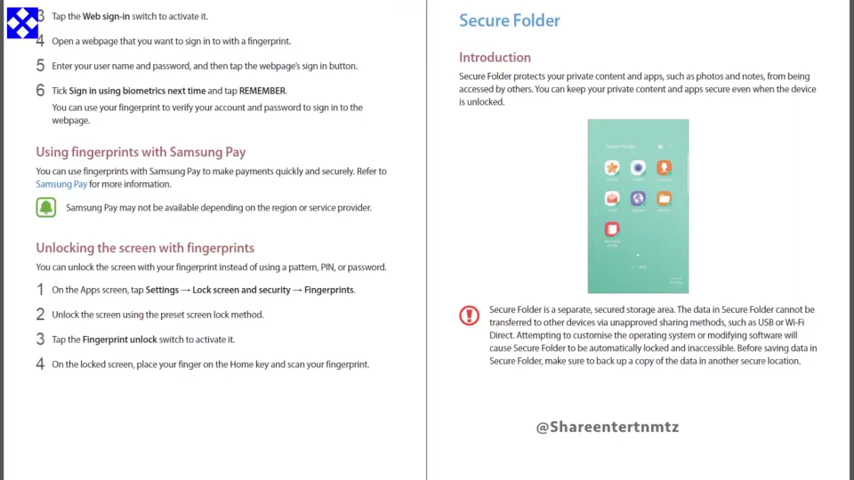 3 Tap the Web sign-in switch to activate it.
4 Open a webpage that you want to sign in to with a fingerprint.
5 Enter your user name and password, and then tap the webpage's sign in button.
6 Tick Sign in using biometrics next time and tap REMEMBER.
You can use your fingerprint to verify your account and password to sign in to the
webpage.
Using fingerprints with Samsung Pay
You can use fingerprints with Samsung Pay to make payments quickly and securely. Refer to
Samsung Pay for more information.
Samsung Pay may not be available depending on the region or service provider.
Unlocking the screen with fingerprints
You can unlock the screen with your fingerprint instead of using a pattern, PIN, or password.
1 On the Apps screen, tap Settings → Lock screen and security → Fingerprints.
2 Unlock the screen using the preset screen lock method.
3 Tap the Fingerprint unlock switch to activate it.
4 On the locked screen, place your finger on the Home key and scan your fingerprint.
Secure Folder
Introduction
Secure Folder protects your private content and apps, such as photos and notes, from being
accessed by others. You can keep your private content and apps secure even when the device
is unlocked.
SECURE FOLDER
Secure Folder is a separate, secured storage area. The data in Secure Folder cannot be
transferred to other devices via unapproved sharing methods, such as USB or Wi-Fi
Direct. Attempting to customise the operating system or modifying software will
cause Secure Folder to be automatically locked and inaccessible. Before saving data in
Secure Folder, make sure to back up a copy of the data in another secure location.
@Shareentertnmtz